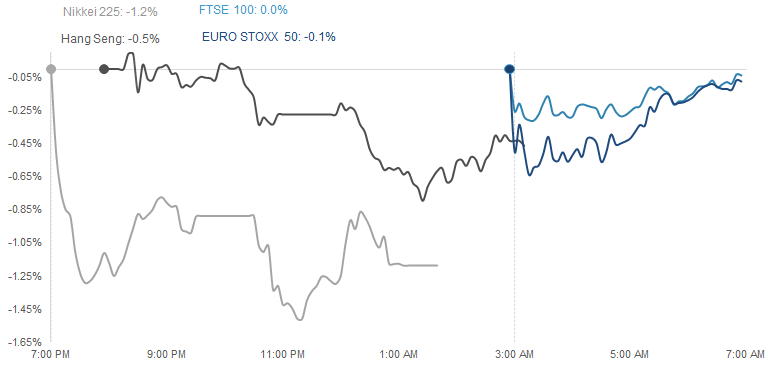 Nikkei 225: -1.2%
FTSE 100: 0.0%
Hang Seng: -0.5%
EURO STOXX 50: -0.1%
-0.05%
-0.25%
-0.45%
-0.65%
-0.85%
-1.05%
-1.25%
-1.45%
-1.65%
7:00 PM
9:00 PM
11:00 PM
1:00 AM
3:00 AM
5:00 AM
7:00 AM